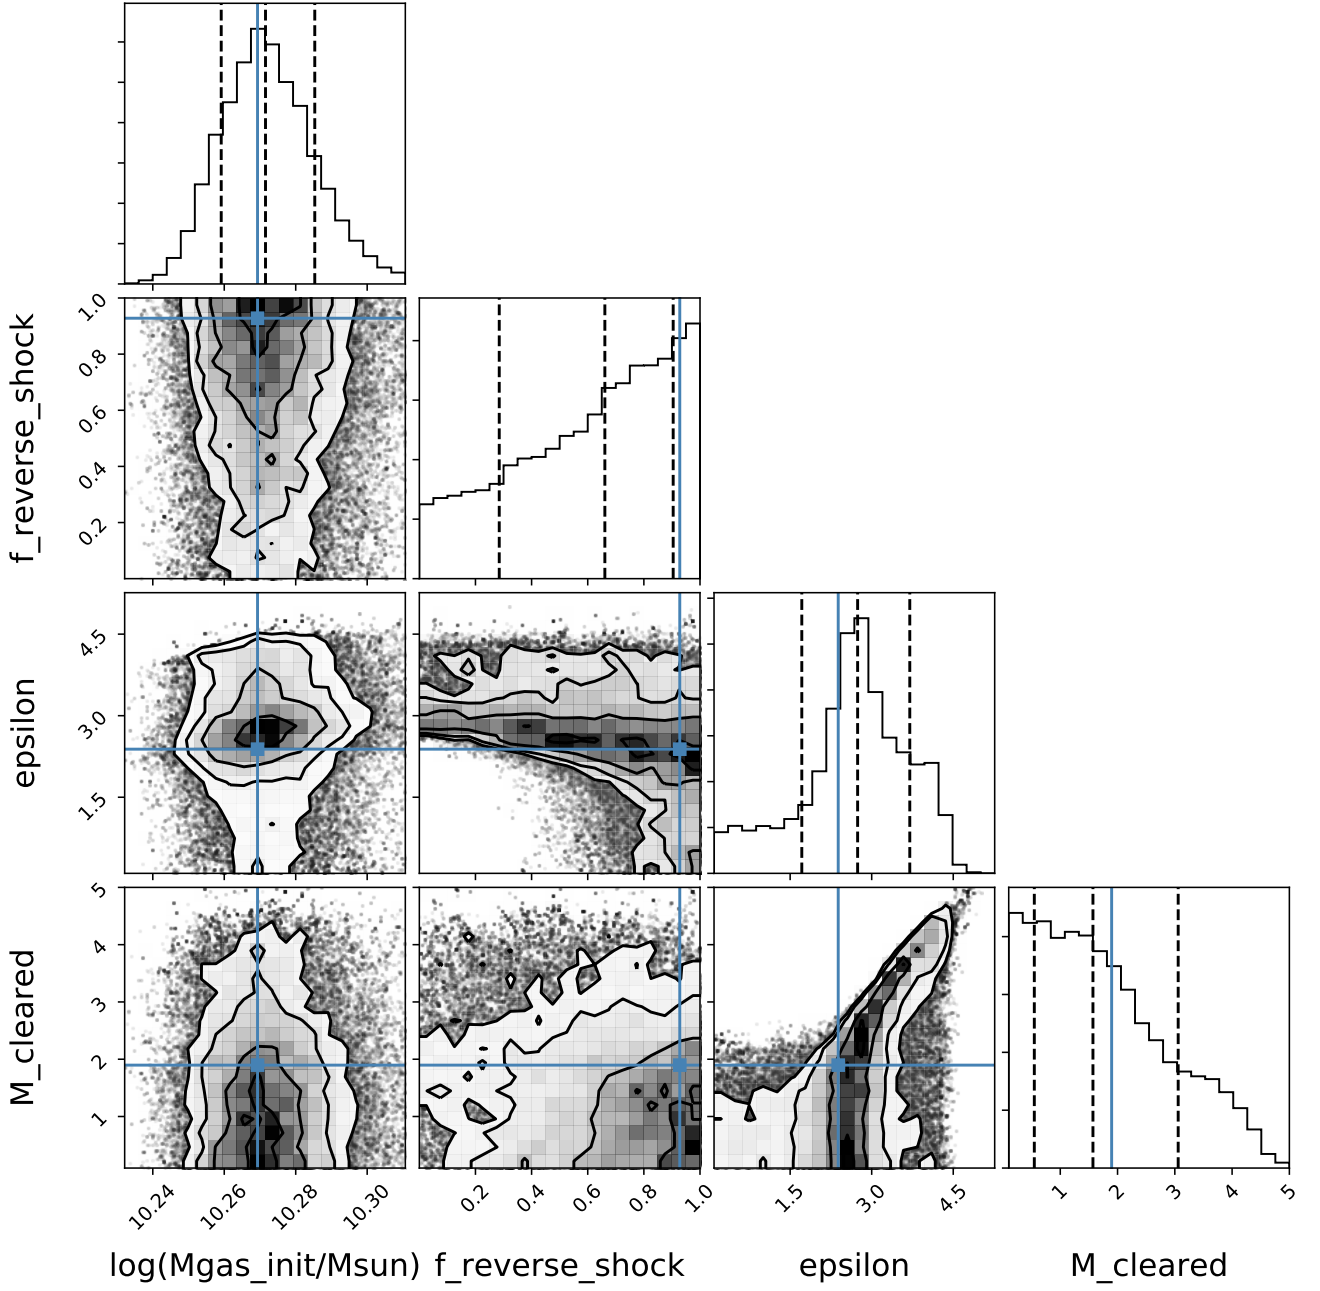 f_reverse_shock
1.0
0.8
0.6
0.4
0.2
epsilon
4.5
3.0
1.5
M_cleared
5
4
3
2
1
10.24 10.26 10.28 10.30
0.2 0.4 0.6 0.8 1.0
1.5 3.0 4.5
1 2 3 4 5
log(Mgas_init/Msun) f_reverse_shock epsilon M_cleared